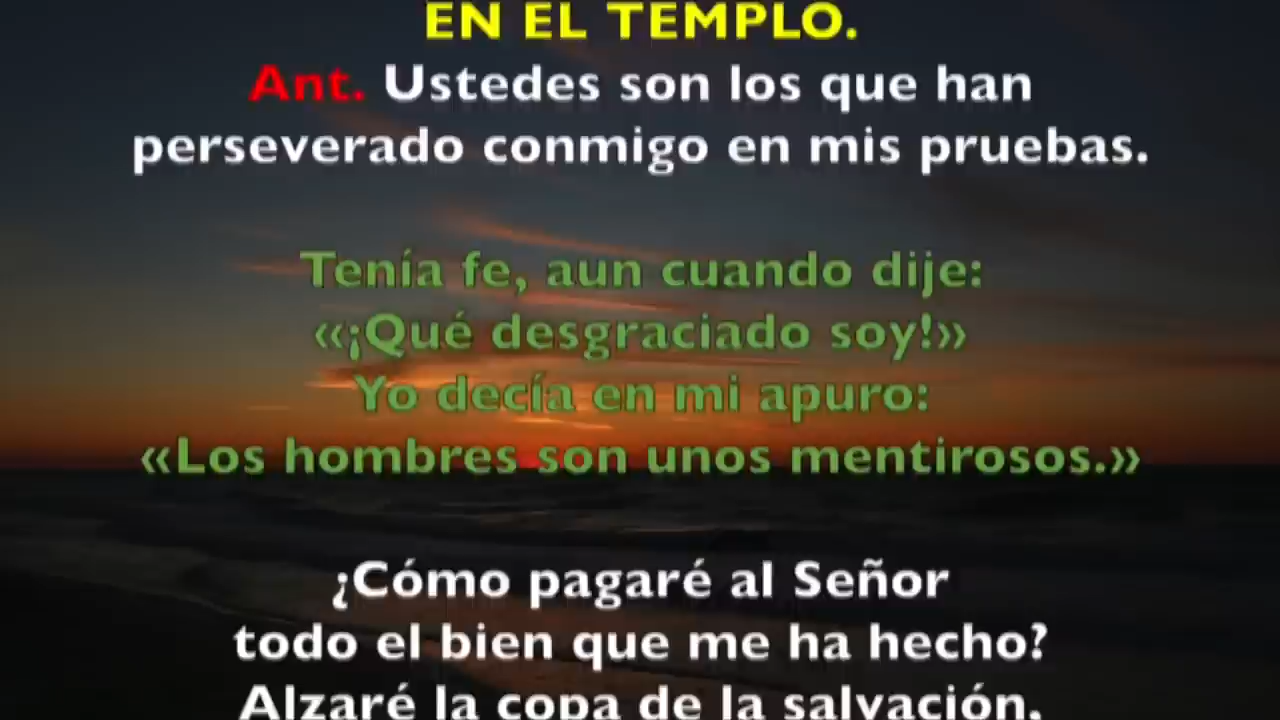 EN EL TEMPLO.
Ant. Ustedes son los que han
perseverado conmigo en mis pruebas.
Tenía fe, aun cuando dije:
«¡Qué desgraciado soy!»
Yo decía en mi apuro:
«Los hombres son unos mentirosos.»
¿Cómo pagaré al Señor
todo el bien que me ha hecho?
Alzaré la copa de la salvación,